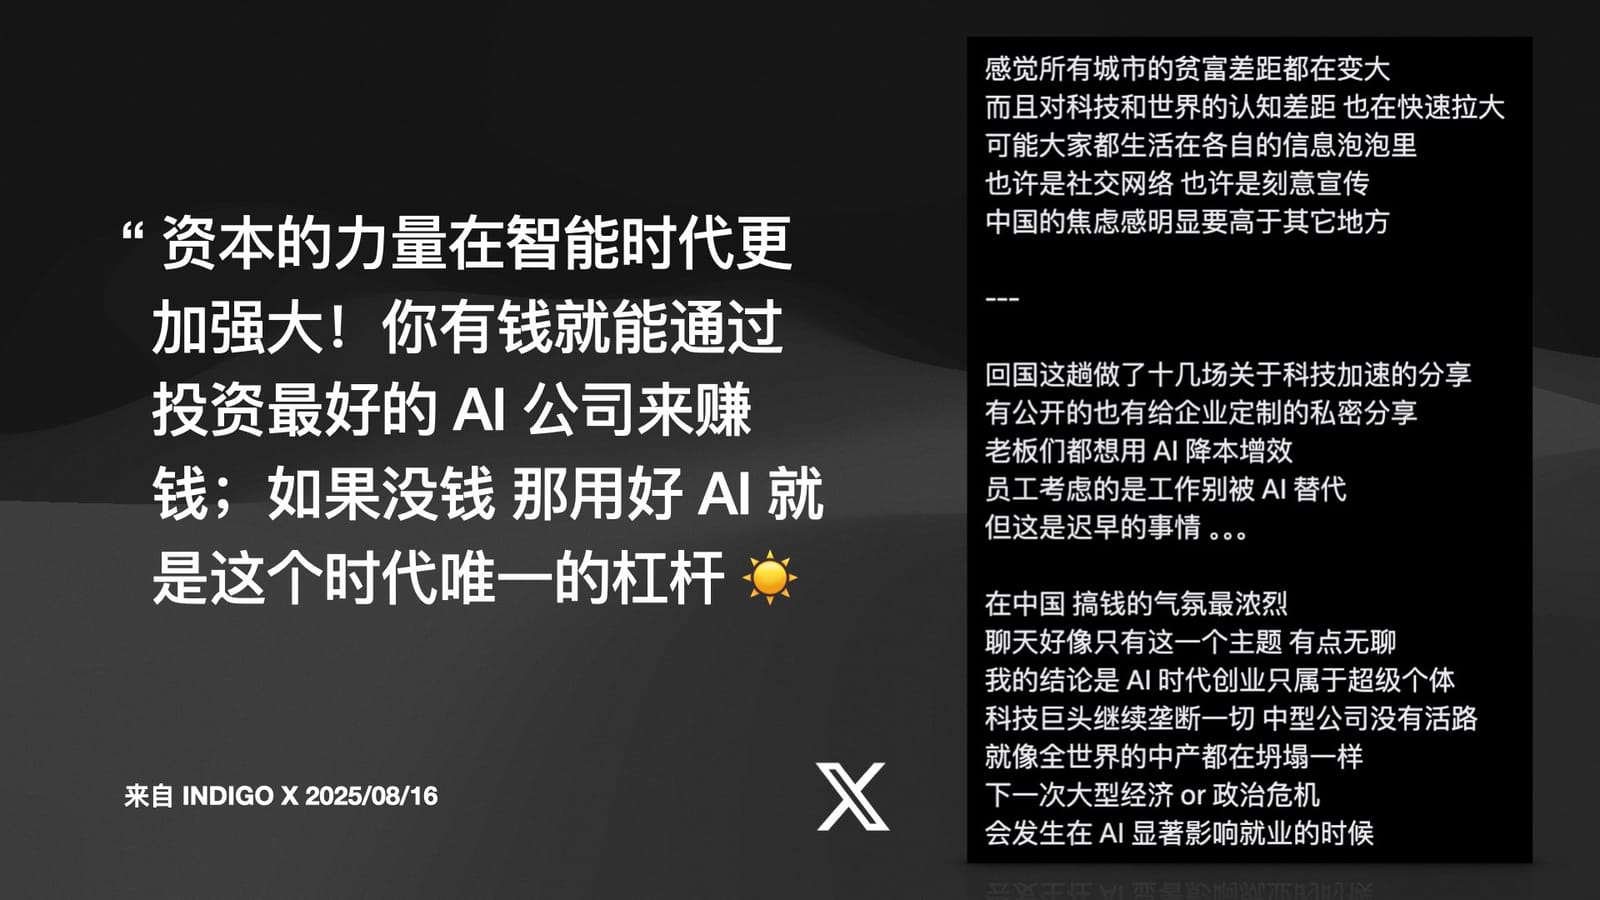 “ 资本的力量在智能时代更
加强大！你有钱就能通过
投资最好的 AI 公司来赚
钱；如果没钱 那用好 AI 就
是这个时代唯一的杠杆 ☀️
来自 INDIGO X 2025/08/16
感觉所有城市的贫富差距都在变大
而且对科技和世界的认知差距 也在快速拉大
可能大家都生活在各自的信息泡泡里
也许是社交网络 也许是刻意宣传
中国的焦虑感明显要高于其它地方
---
回国这趟做了十几场关于科技加速的分享
有公开的也有给企业定制的私密分享
老板们都想用 AI 降本增效
员工考虑的是工作别被 AI 替代
但这是迟早的事情 。。。
在中国 搞钱的气氛最浓烈
聊天好像只有这一个主题 有点无聊
我的结论是 AI 时代创业只属于超级个体
科技巨头继续垄断一切 中型公司没有活路
就像全世界的中产都在坍塌一样
下一次大型经济 or 政治危机
会发生在 AI 显著影响就业的时候